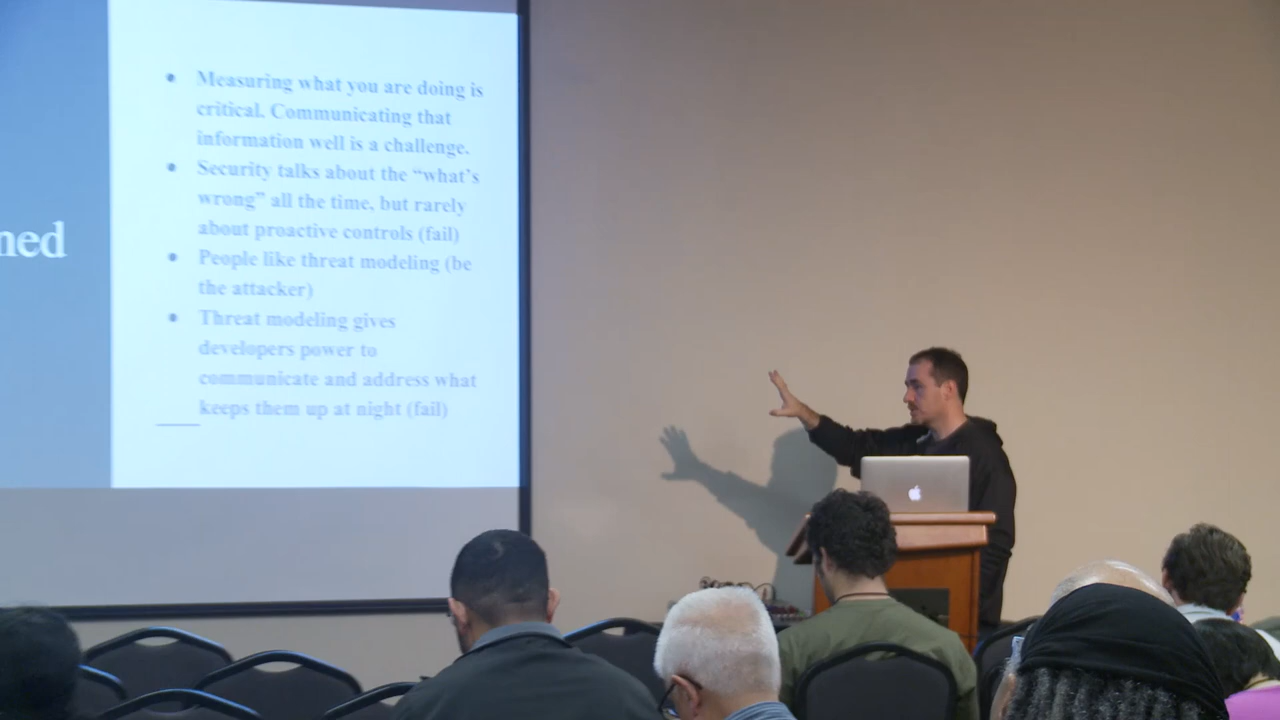 ned
Measuring what you are doing is
critical. Communicating that
information well is a challenge.
Security talks about the “what’s
wrong” all the time, but rarely
about proactive controls (fail)
People like threat modeling (be
the attacker)
Threat modeling gives
developers power to
communicate and address what
keeps them up at night (fail)